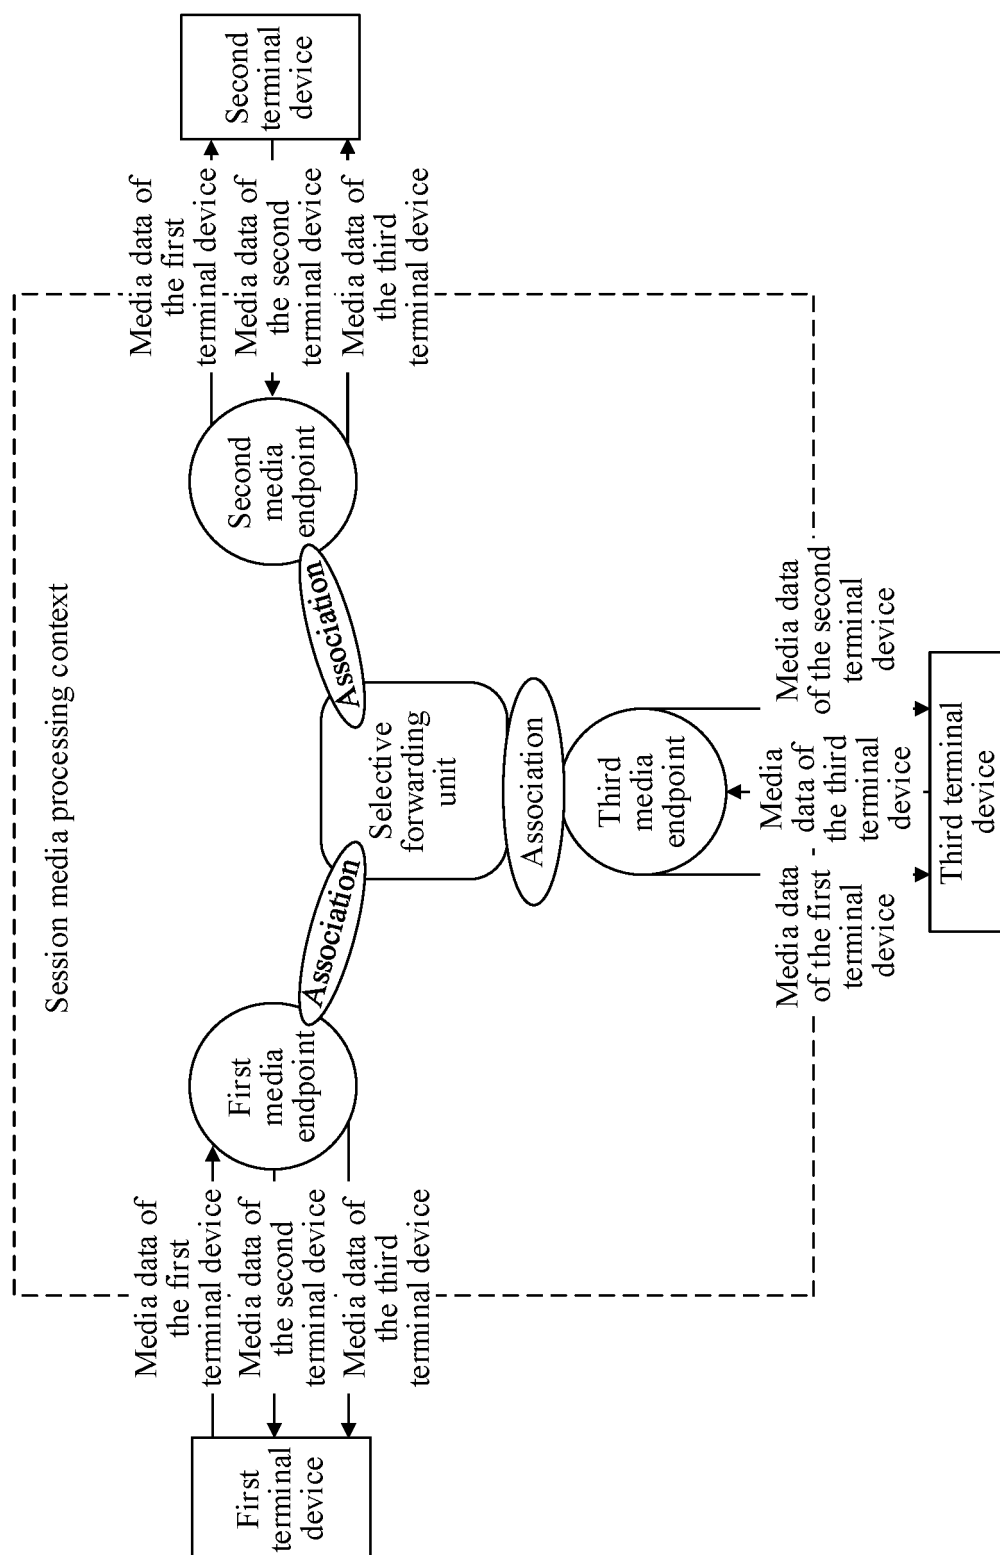 Session media processing context
First
terminal
device
Media data of
the first
terminal device
Media data of
the second
terminal device
Media data of
the third
terminal device
First
media
endpoint
Association
Selective
forwarding
unit
Association
Second
media
endpoint
Media data of
the first
terminal device
Media data of
the second
terminal device
Media data of
the third
terminal device
Second
terminal
device
Association
Third
media
endpoint
Media data
of the first
terminal
device
Media
data of
the third
terminal
device
Media data
of the second
terminal
device
Third terminal
device